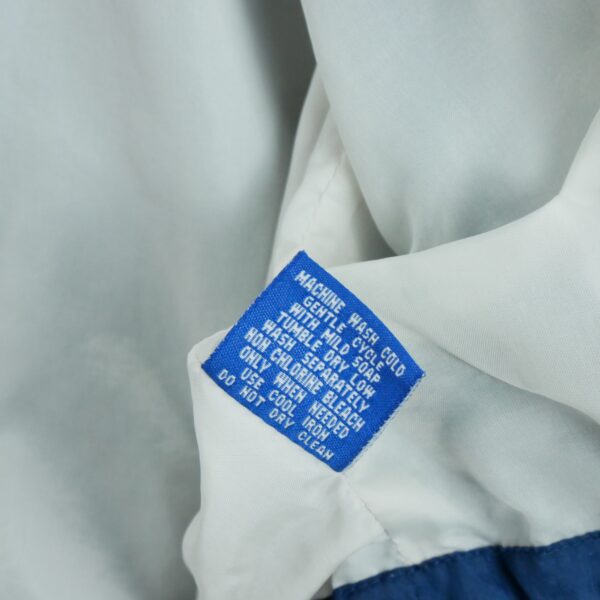 MACHINE WASH COLD
GENTLE CYCLE
WITH MILD SOAP
TUMBLE DRY LOW
WASH SEPARATELY
NON CHLORINE BLEACH
ONLY WHEN NEEDED
USE COOL IRON
DO NOT DRY CLEAN